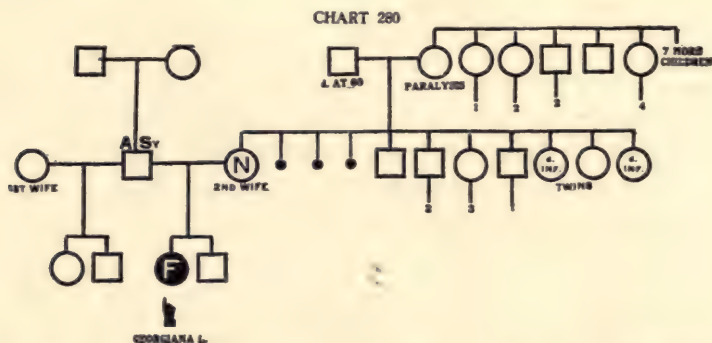 CHART 280
d. AT 60
PARALYSIS
7 MORE
CHILDREN
1
2
3
4
A Sy
N
1ST WIFE
2ND WIFE
2
3
1
d. INF.
TWINS
d. INF.
F
GEORGIANA L.